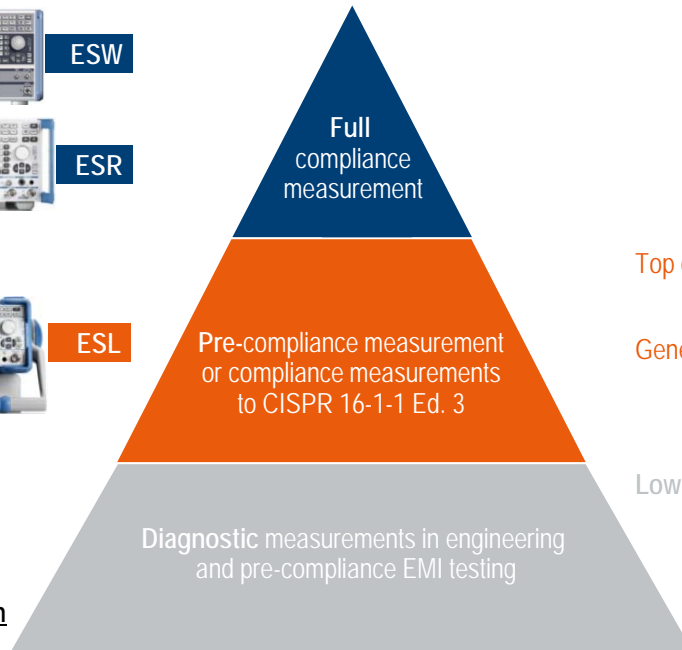 ESW
Full
compliance
measurement
ESR
Top
ESL
Pre-compliance measurement
or compliance measurements
to CISPR 16-1-1 Ed. 3
Gene
Low
Diagnostic measurements in engineering
and pre-compliance EMI testing